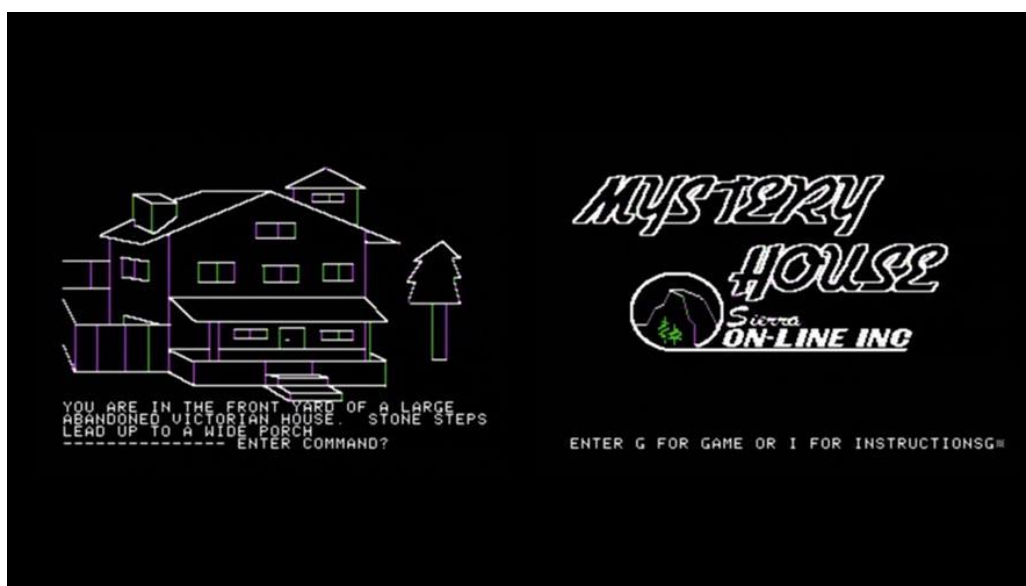 YOU ARE IN THE FRONT YARD OF A LARGE
ABANDONED VICTORIAN HOUSE.  STONE STEPS
LEAD UP TO A WIDE PORCH
--------------- ENTER COMMAND?
MYSTERY
HOUSE
Sierra
ON-LINE INC
ENTER G FOR GAME OR I FOR INSTRUCTIONSG